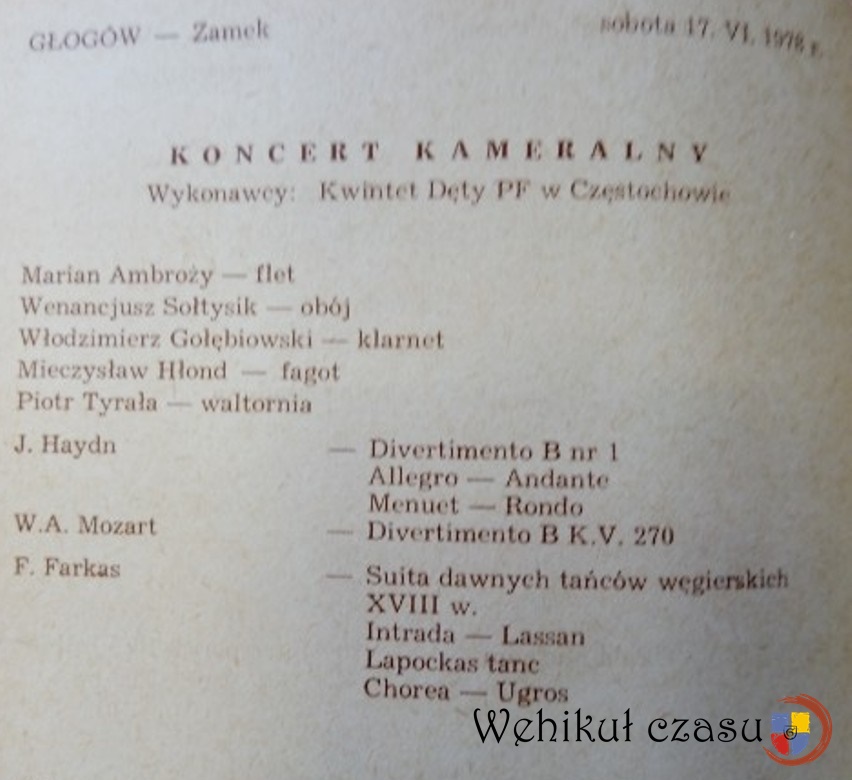 GŁOGÓW — Zamek sobota 17. VI. 1978 r.
KONCERT KAMERALNY
Wykonawcy: Kwintet Dęty PF w Częstochowie
Marian Ambroży — flet
Wenancjusz Sołtysik — obój
Włodzimierz Gołębiowski — klarnet
Mieczysław Hłond — fagot
Piotr Tyrała — waltornia
J. Haydn — Divertimento B nr 1
Allegro — Andante
Menuet — Rondo
W.A. Mozart — Divertimento B K.V. 270
F. Farkas — Suita dawnych tańców węgierskich
XVIII w.
Intrada — Lassan
Lapockas tanc
Chorea — Ugros
Wehikuł czasu